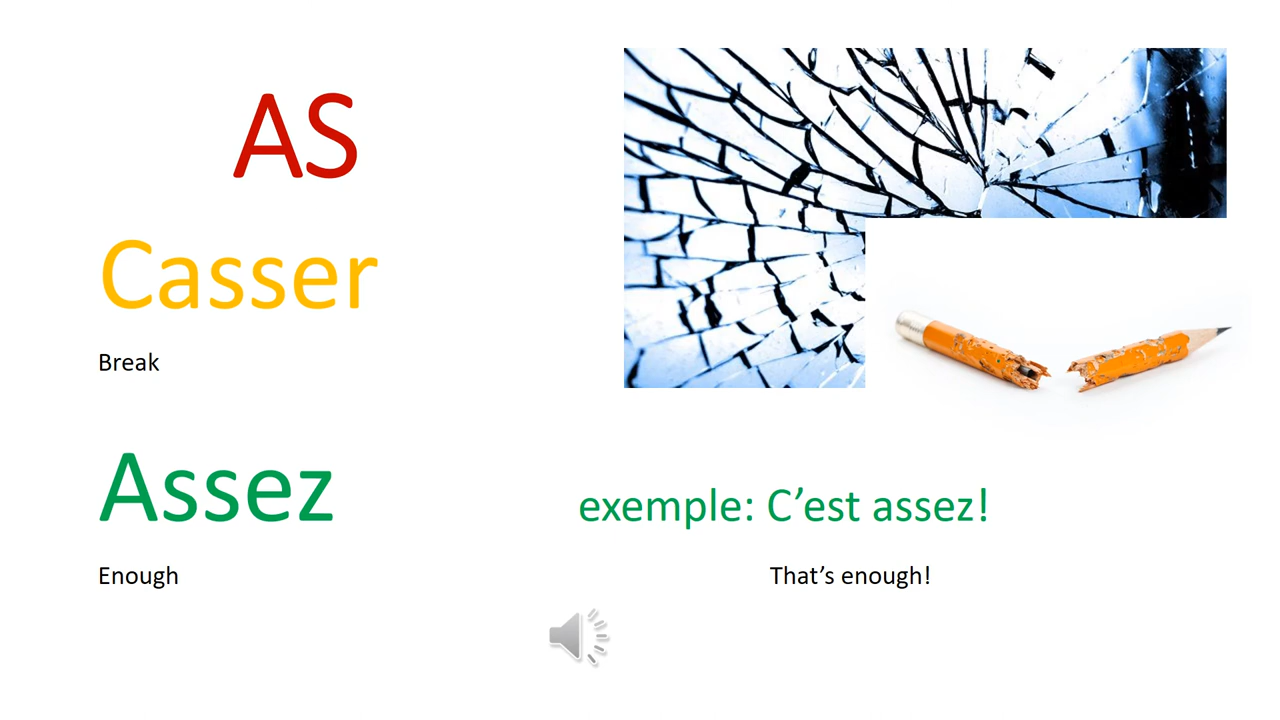 AS
Casser
Break
Assez
exemple: C’est assez!
Enough
That’s enough!